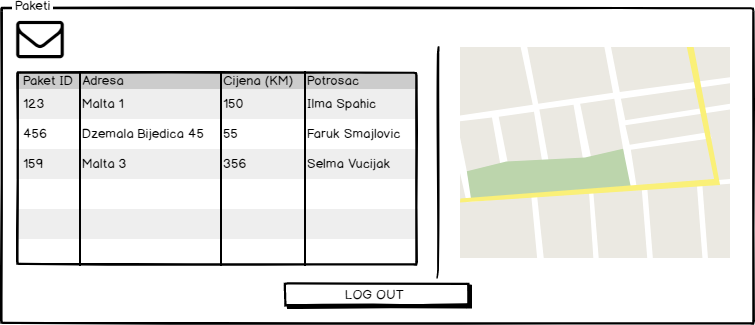 Paketi
Paket ID Adresa Cijena (KM) Potrosac
123 Malta 1 150 Ilma Spahic
456 Dzemala Bijedica 45 55 Faruk Smajlovic
159 Malta 3 356 Selma Vucijak
LOG OUT